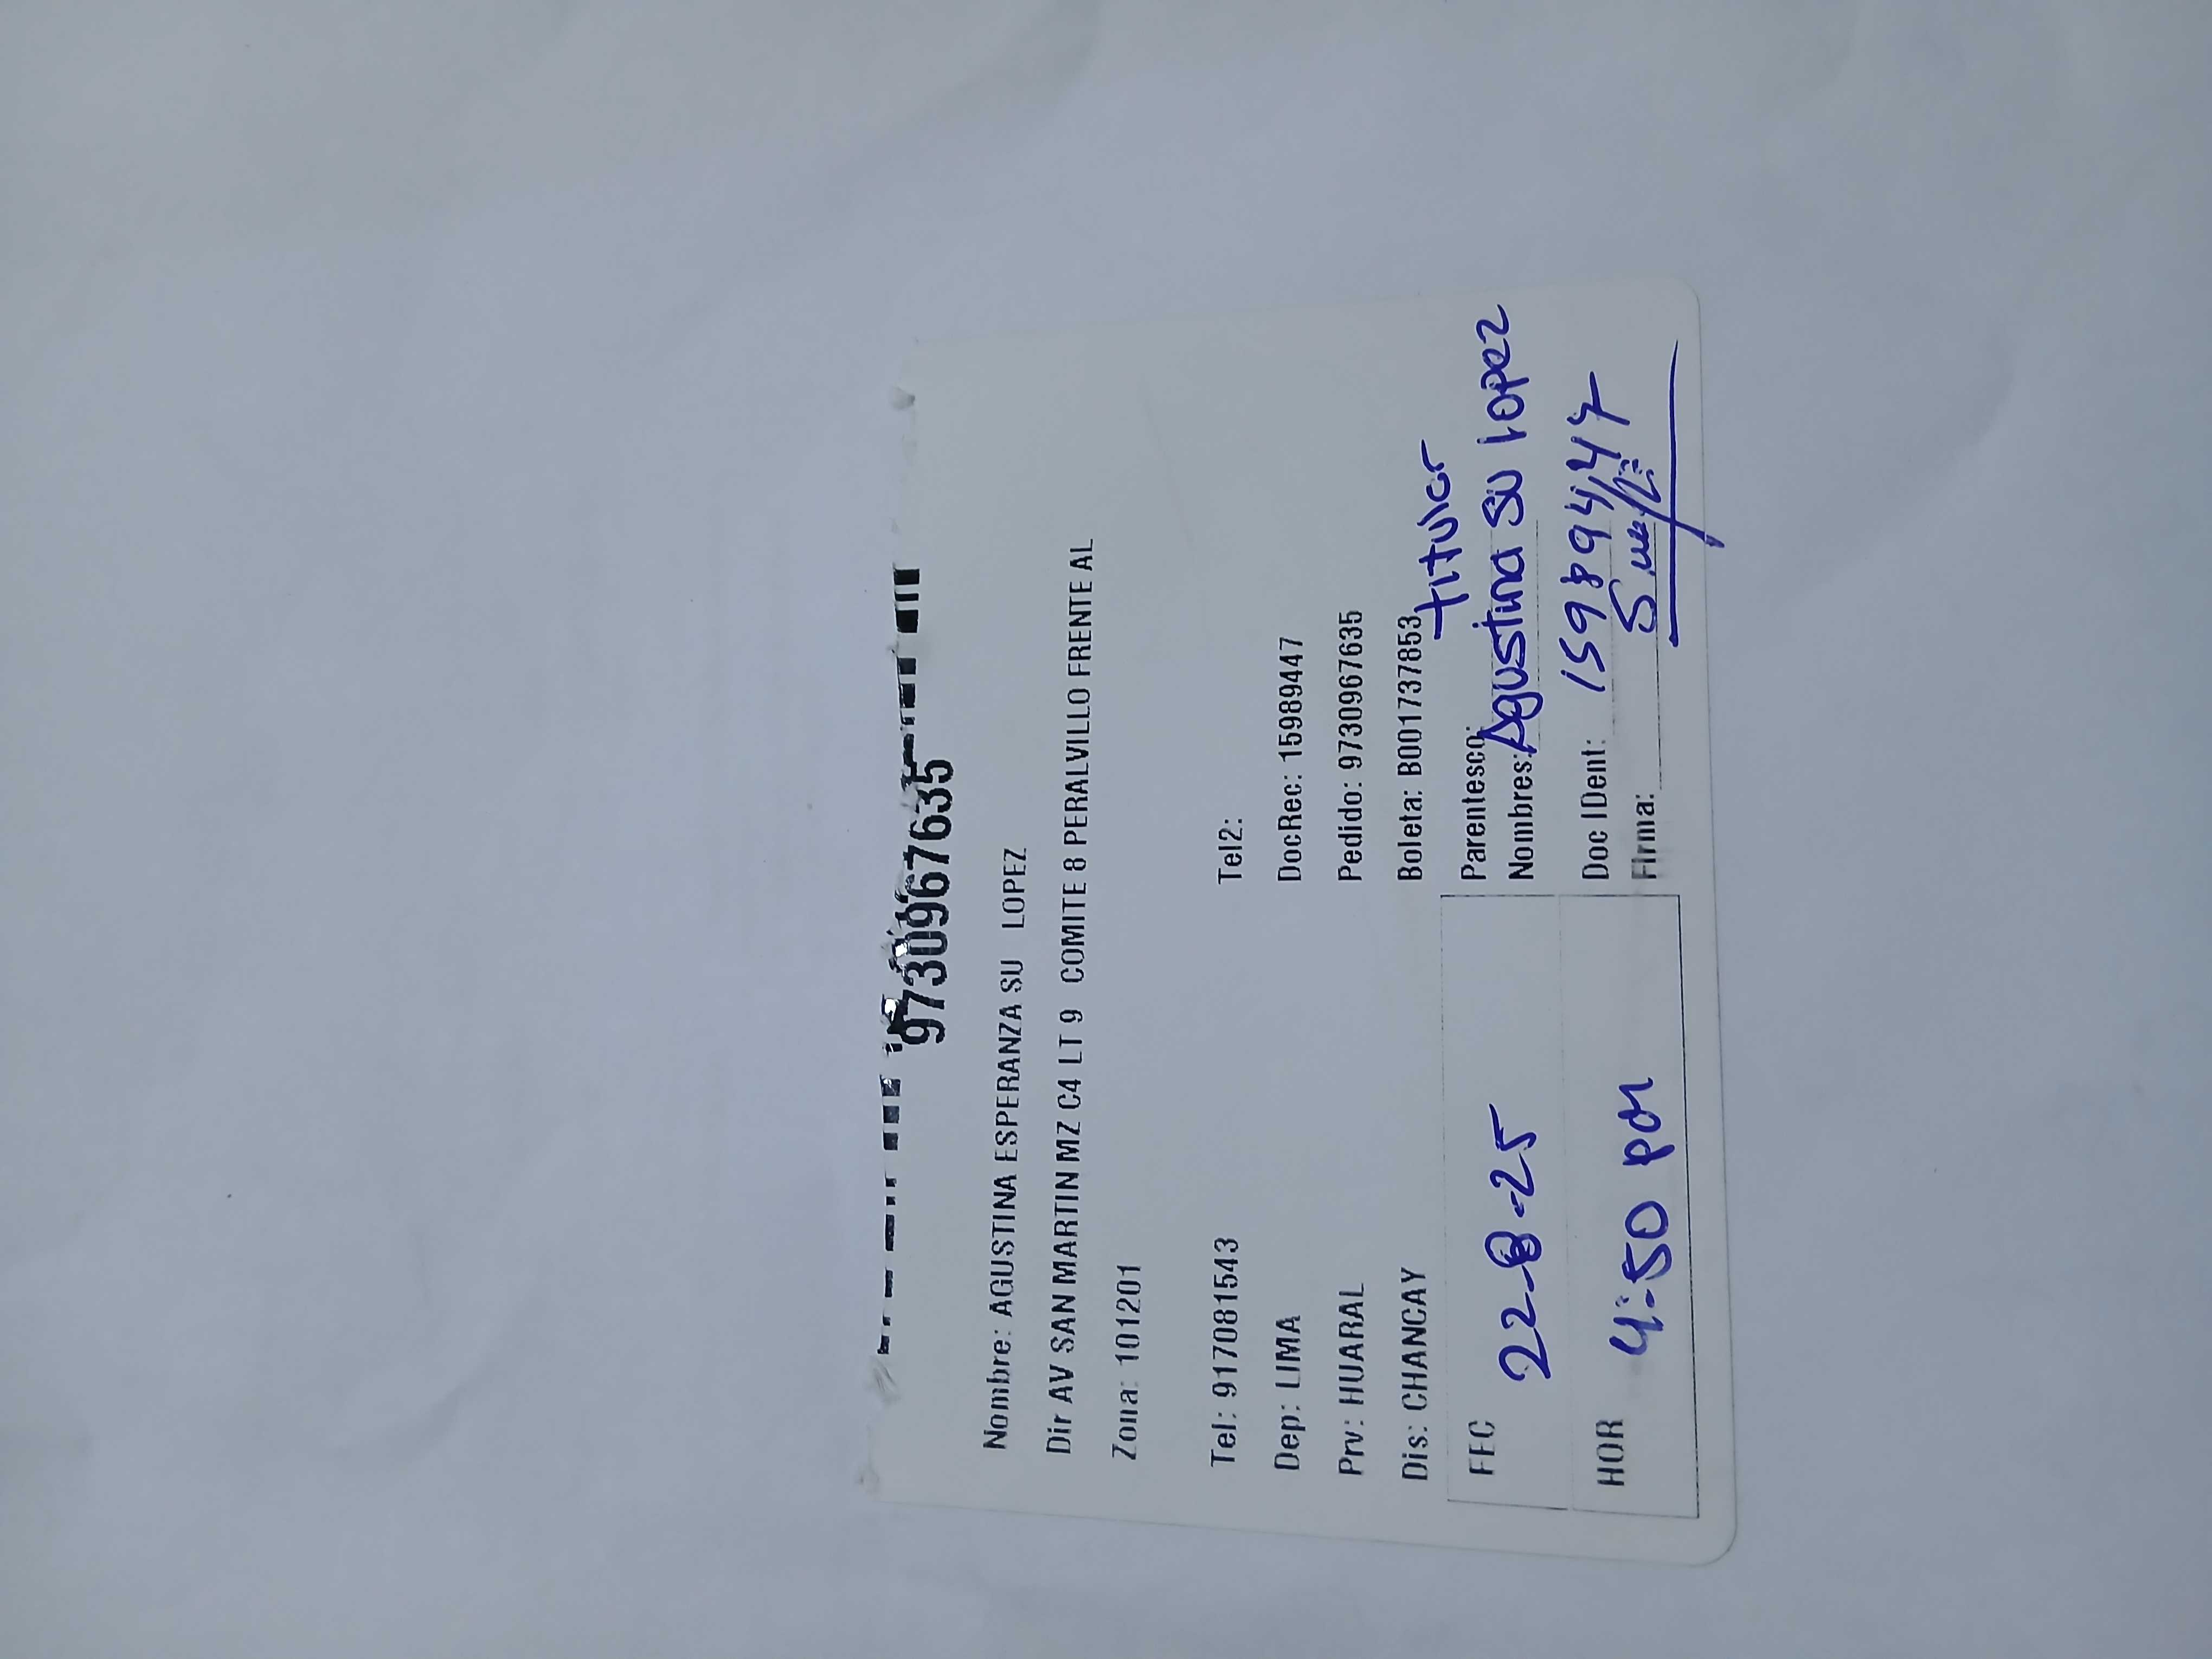 9730967635
Nombre: AGUSTINA ESPERANZA SU LOPEZ
Dir AV SAN MARTIN MZ C4 LT 9 COMITE 8 PERALVILLO FRENTE AL
Zona: 101201
Tel: 917081543 Tel2:
Dep: LIMA DocRec: 15989447
Prv: HUARAL Pedido: 9730967635
Dis: CHANCAY Boleta: B001737853
FEC 22-8-25 Parentesco: titular
Nombres: Agustina SU lopez
HOR 4:50 pm Doc IDent: 15989447
Firma: